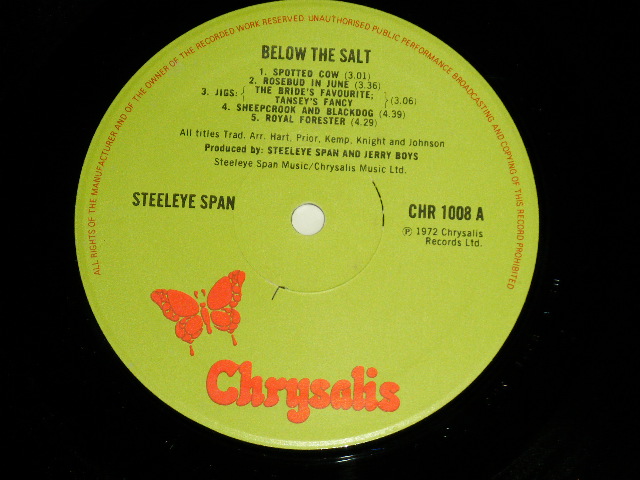 ALL RIGHTS OF THE MANUFACTURER AND OF THE OWNER OF THE RECORDED WORK RESERVED. UNAUTHORISED PUBLIC PERFORMANCE BROADCASTING AND COPYING OF THIS RECORD PROHIBITED
BELOW THE SALT
1. SPOTTED COW (3.01)
2. ROSEBUD IN JUNE (3.36)
3. JIGS: { THE BRIDE'S FAVOURITE;
TANSEY'S FANCY } (3.06)
4. SHEEPCROOK AND BLACKDOG (4.39)
5. ROYAL FORESTER (4.29)
All titles Trad. Arr. Hart, Prior, Kemp, Knight and Johnson
Produced by: STEELEYE SPAN AND JERRY BOYS
Steeleye Span Music/Chrysalis Music Ltd.
STEELEYE SPAN
CHR 1008 A
Ⓟ 1972 Chrysalis
Records Ltd.
Chrysalis